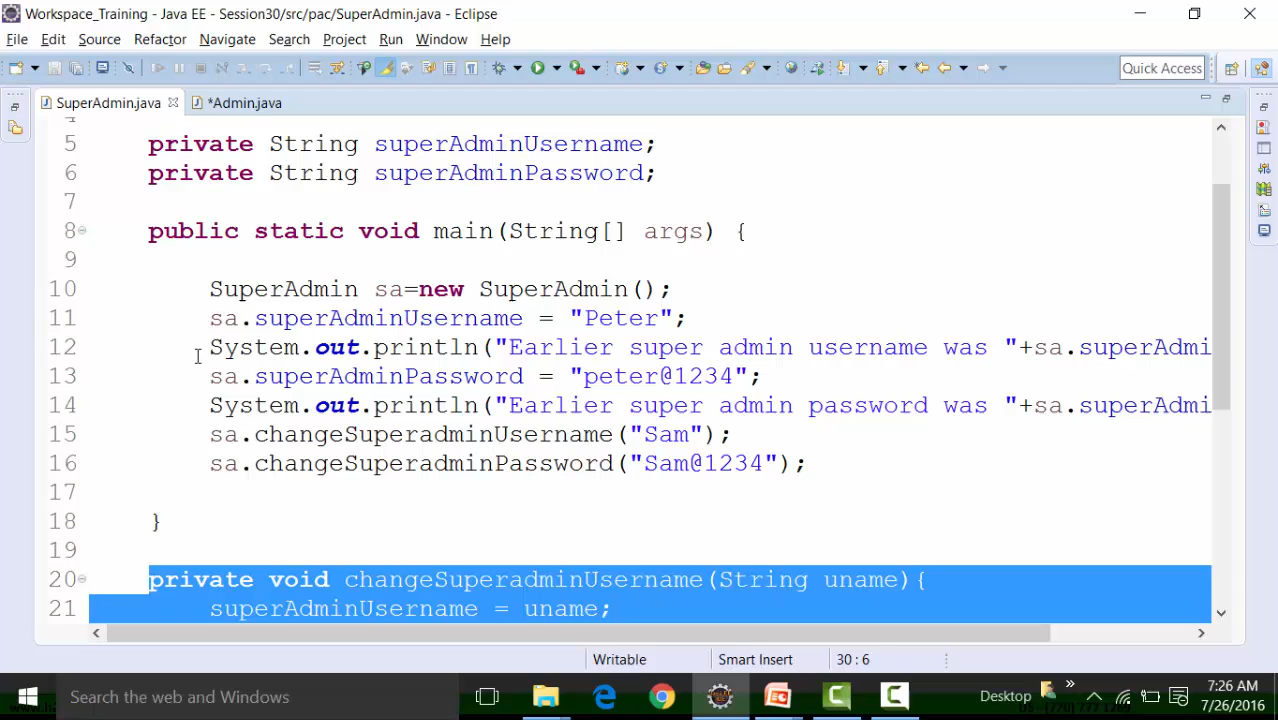 Workspace_Training - Java EE - Session30/src/pac/SuperAdmin.java - Eclipse
File Edit Source Refactor Navigate Search Project Run Window Help
Quick Access
SuperAdmin.java *Admin.java
5 private String superAdminUsername;
6 private String superAdminPassword;
7
8 public static void main(String[] args) {
9
10 SuperAdmin sa=new SuperAdmin();
11 sa.superAdminUsername = "Peter";
12 System.out.println("Earlier super admin username was "+sa.superAdmi
13 sa.superAdminPassword = "peter@1234";
14 System.out.println("Earlier super admin password was "+sa.superAdmi
15 sa.changeSuperadminUsername("Sam");
16 sa.changeSuperadminPassword("Sam@1234");
17
18 }
19
20 private void changeSuperadminUsername(String uname){
21 superAdminUsername = uname;
Writable Smart Insert 30 : 6
Search the web and Windows
Desktop
7:26 AM
7/26/2016